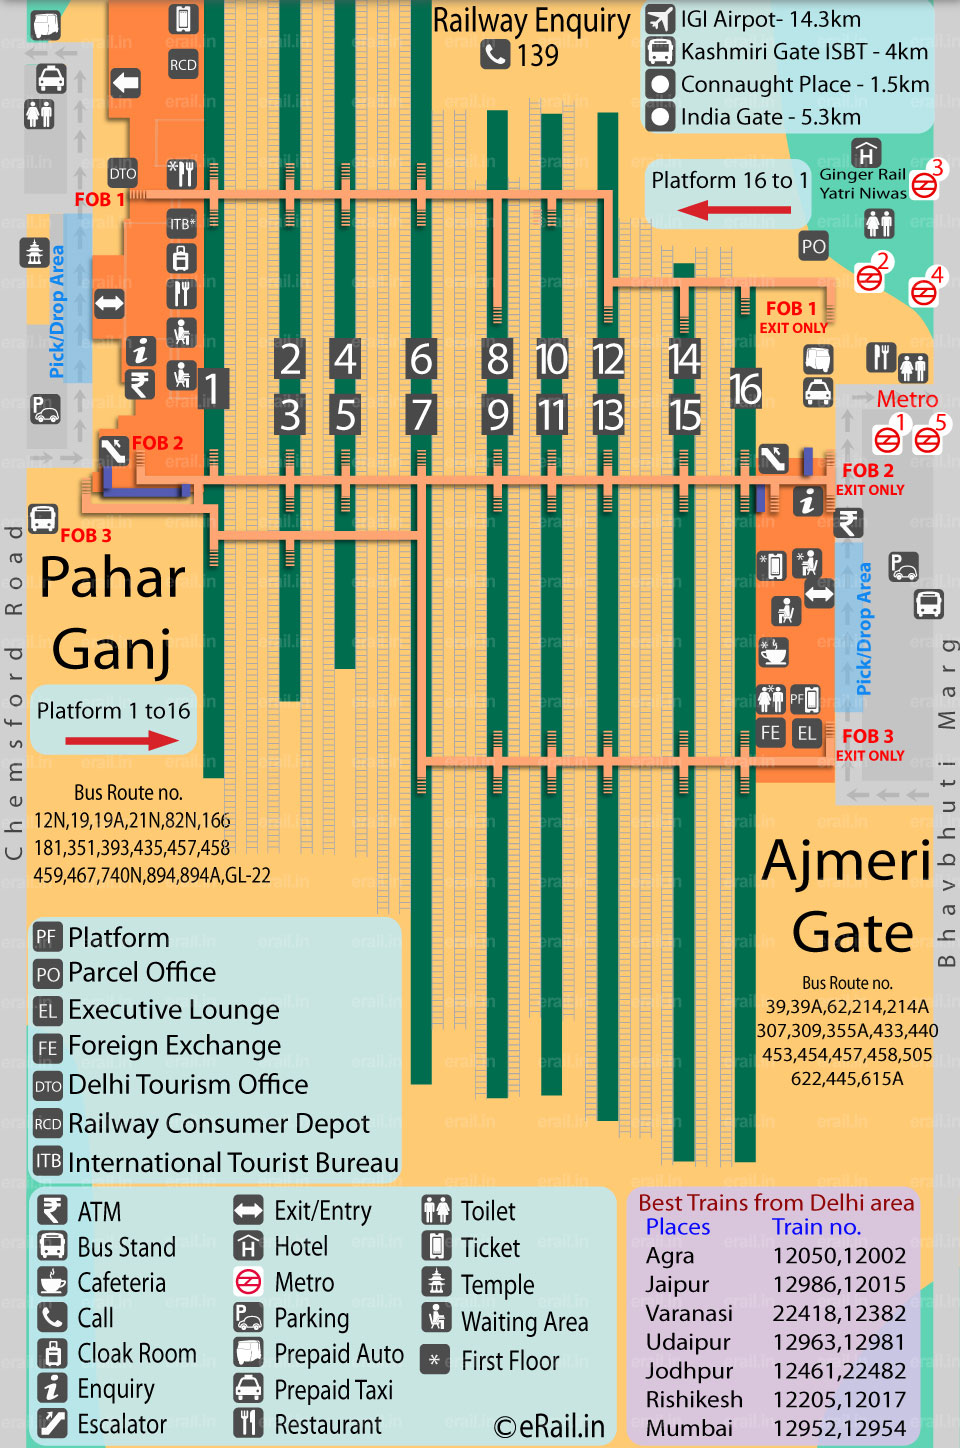 Railway Enquiry
139
IGI Airpot- 14.3km
Kashmiri Gate ISBT - 4km
Connaught Place - 1.5km
India Gate - 5.3km
RCD
DTO
FOB 1
ITB*
Platform 16 to 1
Ginger Rail
Yatri Niwas
3
PO
2
4
FOB 1
EXIT ONLY
Pick/Drop Area
1
2
3
4
5
6
7
8
9
10
11
12
13
14
15
16
Metro
1
5
FOB 2
FOB 2
EXIT ONLY
FOB 3
Chemsford Road
Pahar
Ganj
Platform 1 to16
Pick/Drop Area
Bhavbhuti Marg
PF
FE
EL
FOB 3
EXIT ONLY
Bus Route no.
12N,19,19A,21N,82N,166
181,351,393,435,457,458
459,467,740N,894,894A,GL-22
Ajmeri
Gate
Bus Route no.
39,39A,62,214,214A
307,309,355A,433,440
453,454,457,458,505
622,445,615A
PF Platform
PO Parcel Office
EL Executive Lounge
FE Foreign Exchange
DTO Delhi Tourism Office
RCD Railway Consumer Depot
ITB International Tourist Bureau
ATM
Bus Stand
Cafeteria
Call
Cloak Room
Enquiry
Escalator
Exit/Entry
Hotel
Metro
Parking
Prepaid Auto
Prepaid Taxi
Restaurant
Toilet
Ticket
Temple
Waiting Area
* First Floor
©eRail.in
Best Trains from Delhi area
Places Train no.
Agra 12050,12002
Jaipur 12986,12015
Varanasi 22418,12382
Udaipur 12963,12981
Jodhpur 12461,22482
Rishikesh 12205,12017
Mumbai 12952,12954
erail.in